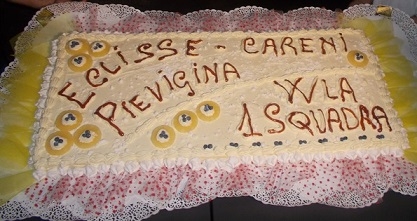 ECLISSE - CARENI
PIEVIGINA
W LA
1 SQUADRA